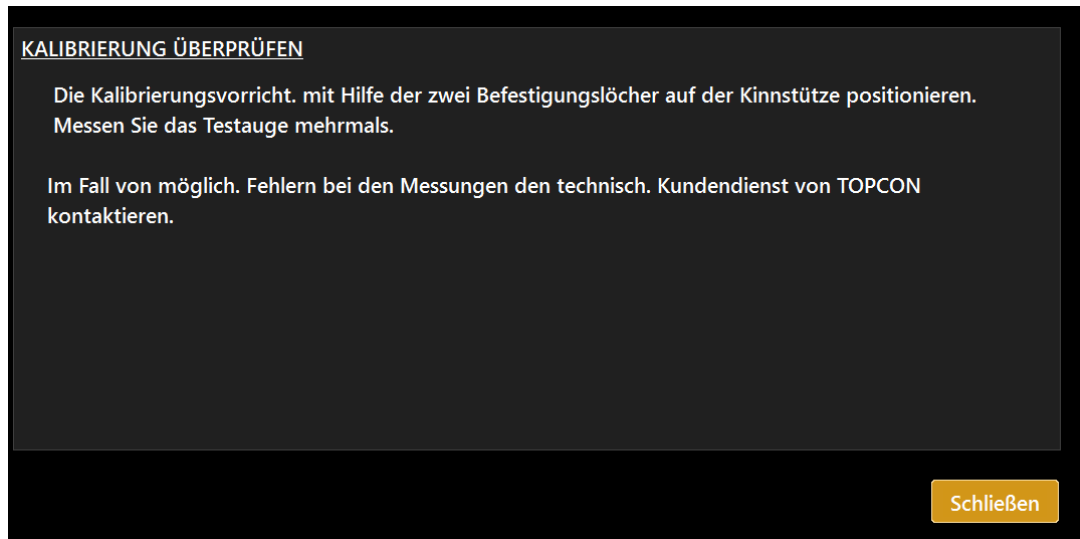 KALIBRIERUNG ÜBERPRÜFEN
Die Kalibrierungsvorricht. mit Hilfe der zwei Befestigungslöcher auf der Kinnstütze positionieren.
Messen Sie das Testauge mehrmals.
Im Fall von möglich. Fehlern bei den Messungen den technisch. Kundendienst von TOPCON
kontaktieren.
Schließen